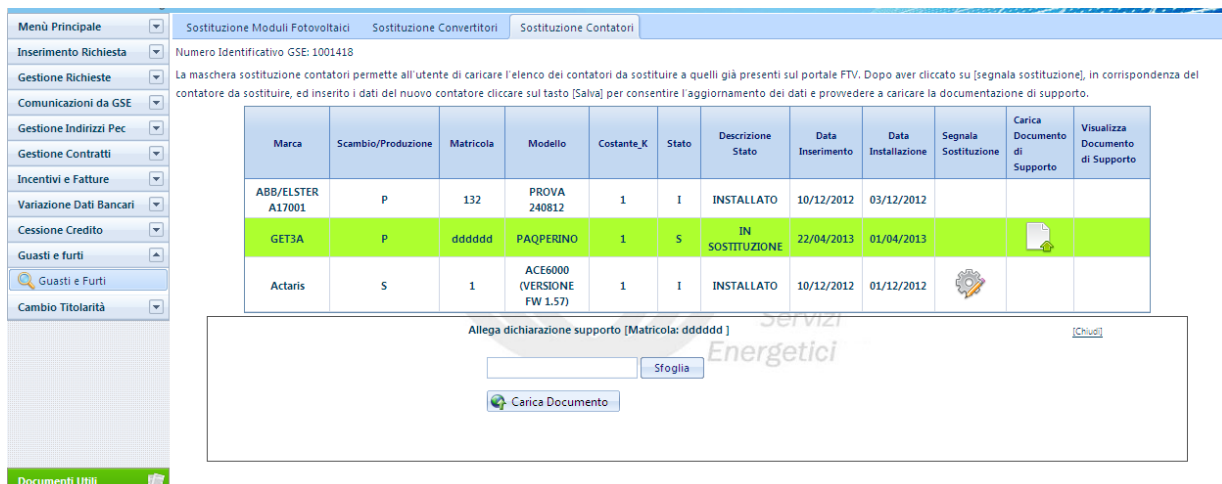 Menù Principale
Inserimento Richiesta
Gestione Richieste
Comunicazioni da GSE
Gestione Indirizzi Pec
Gestione Contratti
Incentivi e Fatture
Variazione Dati Bancari
Cessione Credito
Guasti e furti
Guasti e Furti
Cambio Titolarità
Documenti Utili
Sostituzione Moduli Fotovoltaici Sostituzione Convertitori Sostituzione Contatori
Numero Identificativo GSE: 1001418
La maschera sostituzione contatori permette all'utente di caricare l'elenco dei contatori da sostituire a quelli già presenti sul portale FTV. Dopo aver cliccato su [segnala sostituzione], in corrispondenza del
contatore da sostituire, ed inserito i dati del nuovo contatore cliccare sul tasto [Salva] per consentire l'aggiornamento dei dati e provvedere a caricare la documentazione di supporto.
Marca Scambio/Produzione Matricola Modello Costante_K Stato Descrizione Stato Data Inserimento Data Installazione Segnala Sostituzione Carica Documento di Supporto Visualizza Documento di Supporto
ABB/ELSTER A17001 P 132 PROVA 240812 1 I INSTALLATO 10/12/2012 03/12/2012
GET3A P dddddd PAQPERINO 1 S IN SOSTITUZIONE 22/04/2013 01/04/2013
Actaris S 1 ACE6000 (VERSIONE FW 1.57) 1 I INSTALLATO 10/12/2012 01/12/2012
Servizi
Energetici
Allega dichiarazione supporto [Matricola: dddddd ] [Chiudi]
Sfoglia
Carica Documento